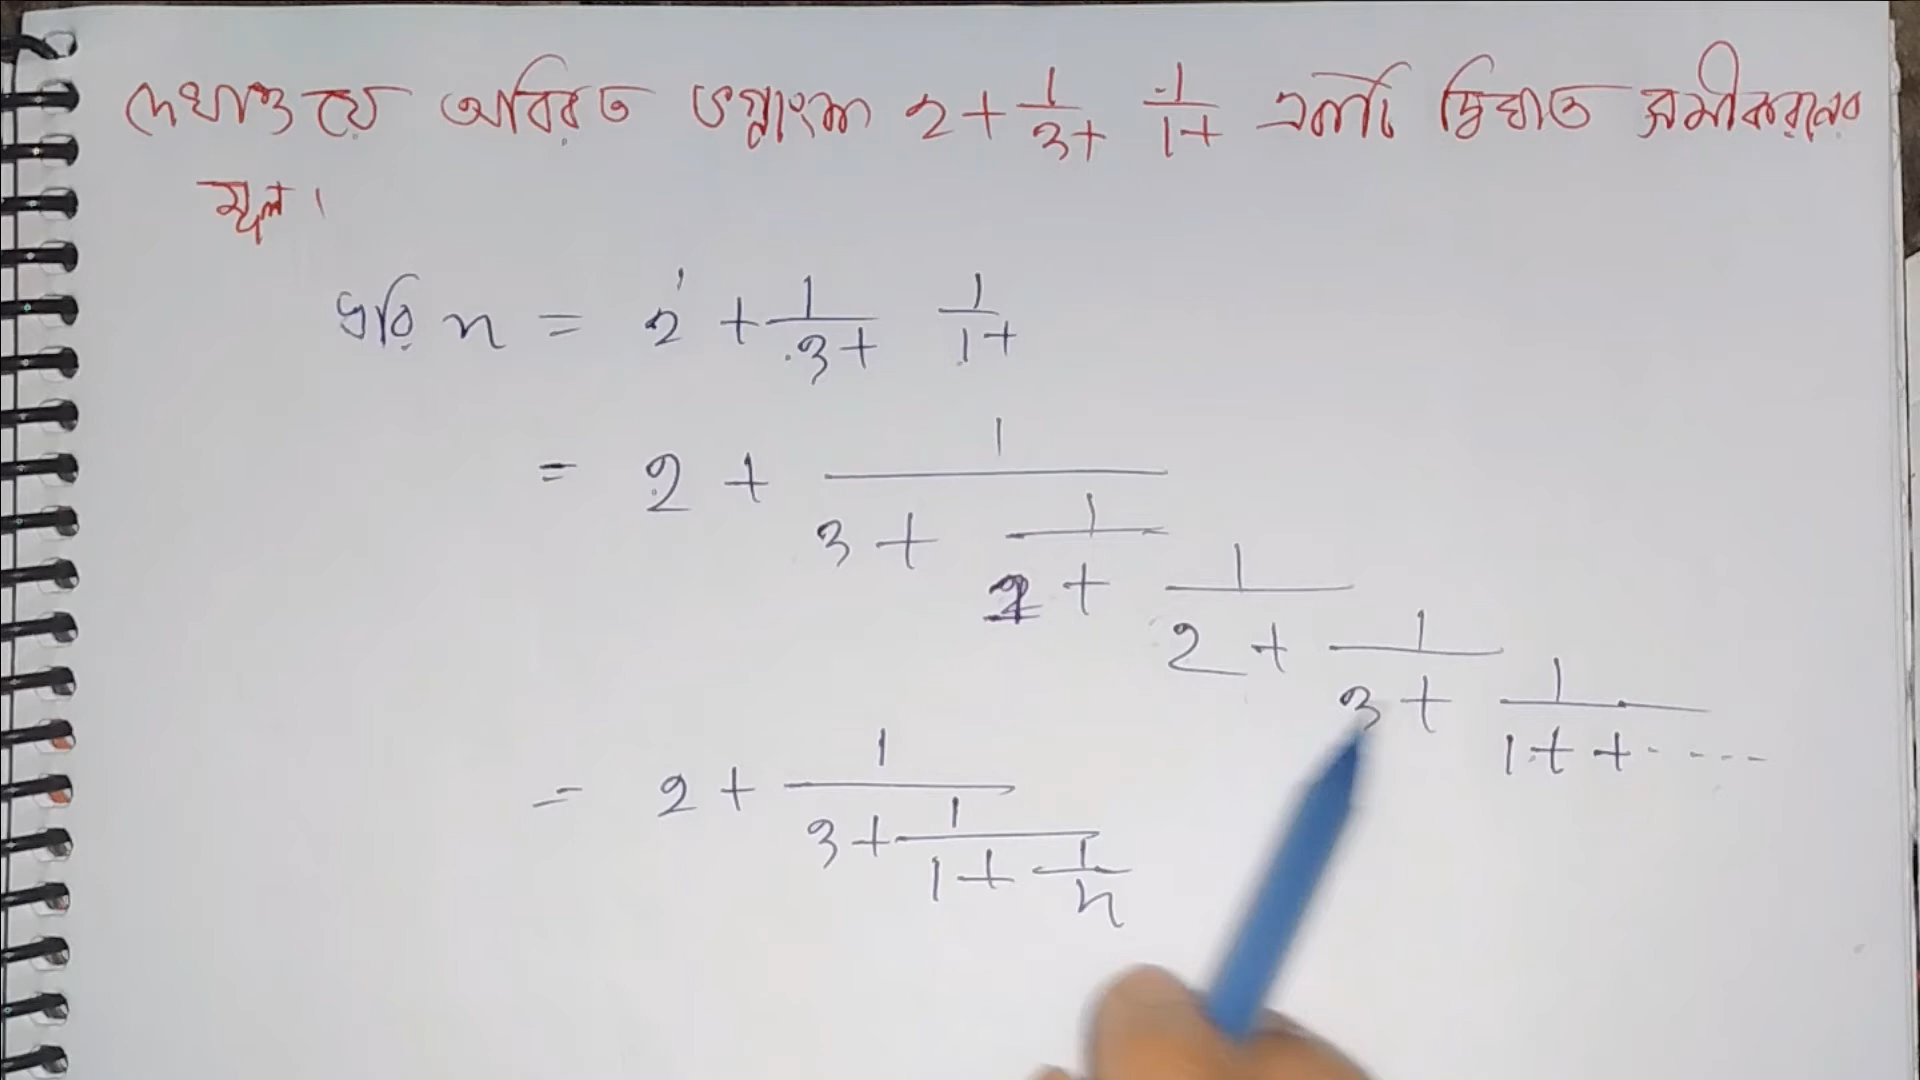 দেখাও যে অবিরত ভগ্নাংশ 2 + 1/3+ 1/1+ একটি দ্বিঘাত সমীকরনের
মূল।
ধরি n = 2 + 1/3+ 1/1+
= 2 + 1/(3 + 1/(1 + 1/(2 + 1/(3 + 1/(1 + + ....
= 2 + 1/(3 + 1/(1 + 1/n))